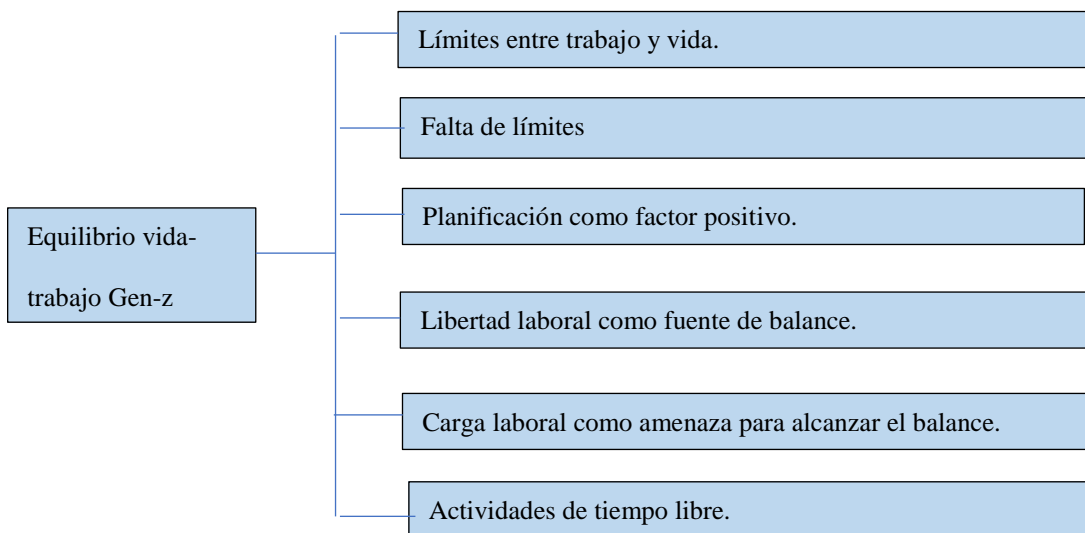 Límites entre trabajo y vida.
Falta de límites
Planificación como factor positivo.
Equilibrio vida-
trabajo Gen-z
Libertad laboral como fuente de balance.
Carga laboral como amenaza para alcanzar el balance.
Actividades de tiempo libre.